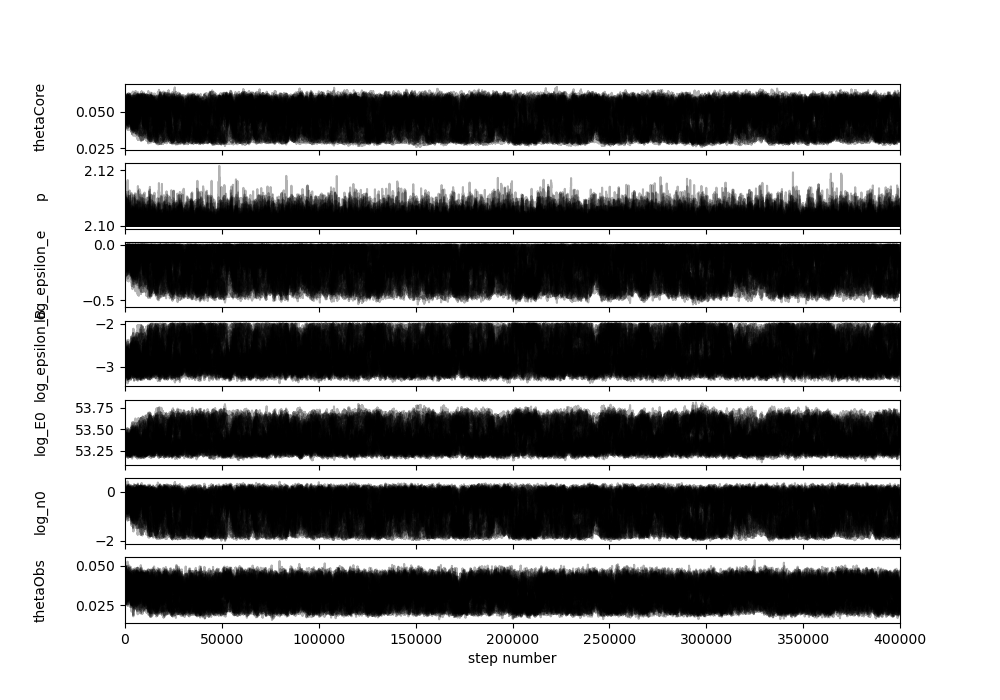 thetaCore
0.050
0.025
p
2.12
2.10
log_epsilon_e
0.0
−0.5
log_epsilon_B
−2
−3
log_E0
53.75
53.50
53.25
log_n0
0
−2
thetaObs
0.050
0.025
0 50000 100000 150000 200000 250000 300000 350000 400000
step number